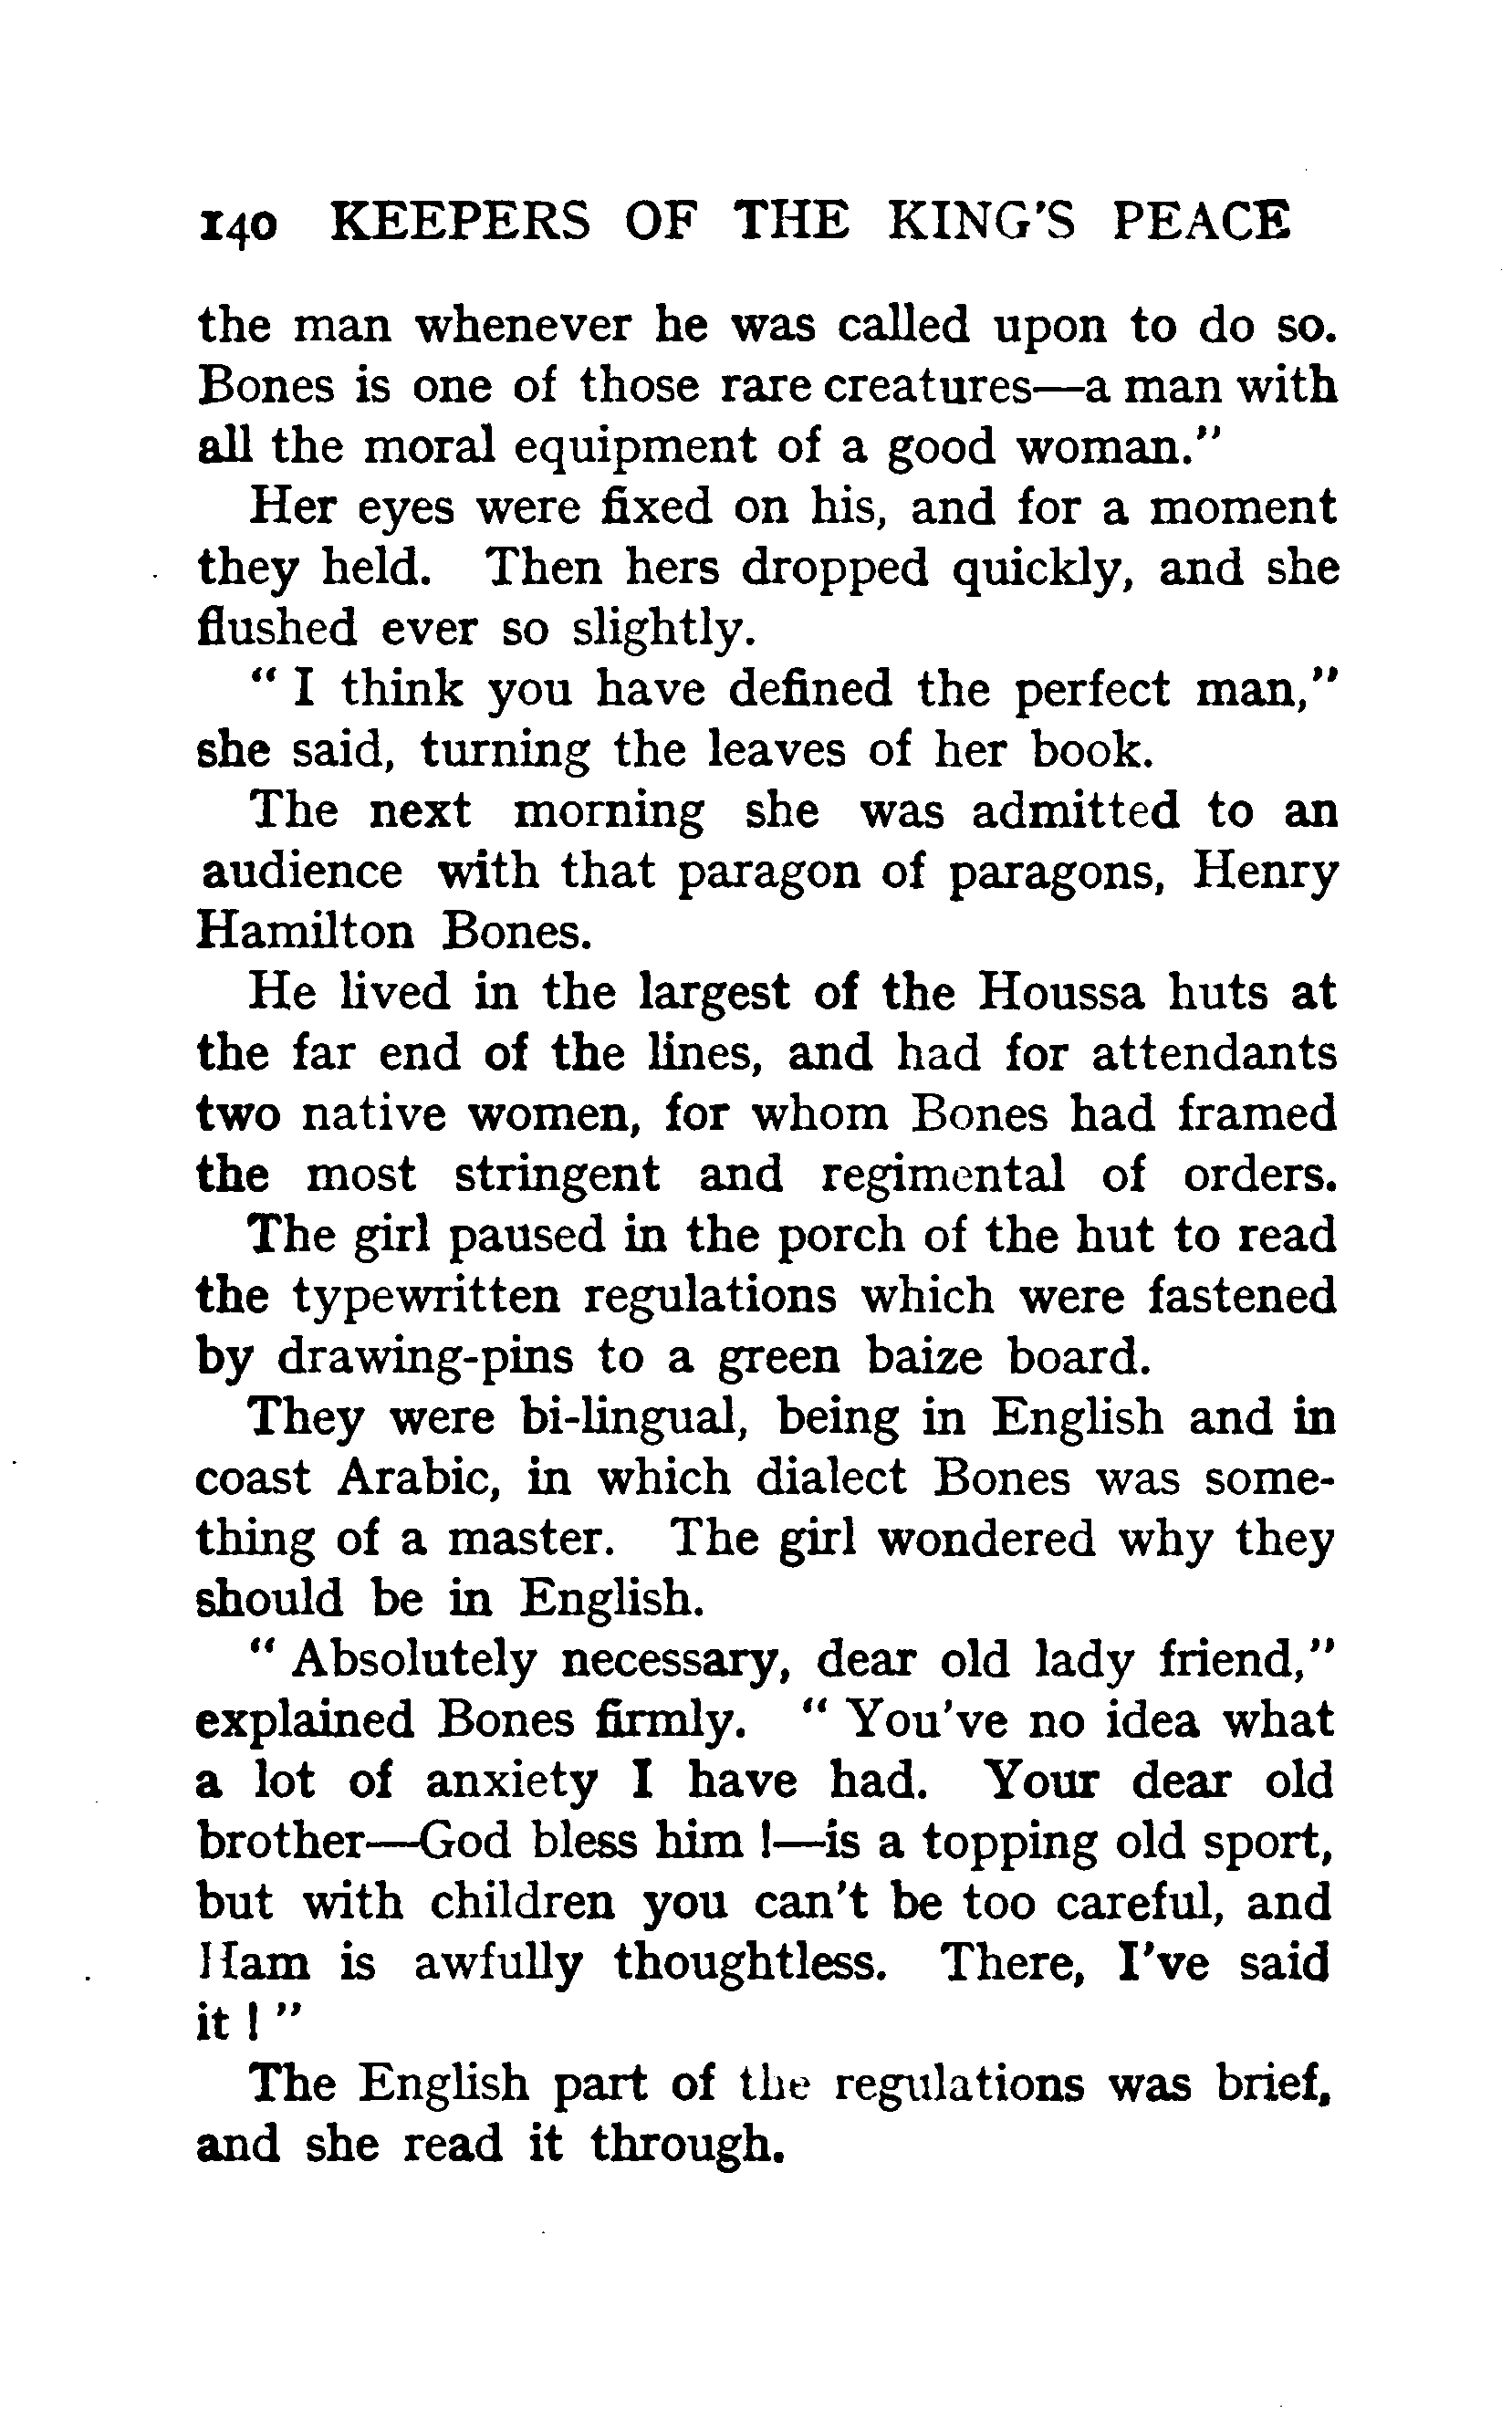 140 KEEPERS OF THE KING'S PEACE
the man whenever he was called upon to do so.
Bones is one of those rare creatures—a man with
all the moral equipment of a good woman."
Her eyes were fixed on his, and for a moment
they held. Then hers dropped quickly, and she
flushed ever so slightly.
" I think you have defined the perfect man,"
she said, turning the leaves of her book.
The next morning she was admitted to an
audience with that paragon of paragons, Henry
Hamilton Bones.
He lived in the largest of the Houssa huts at
the far end of the lines, and had for attendants
two native women, for whom Bones had framed
the most stringent and regimental of orders.
The girl paused in the porch of the hut to read
the typewritten regulations which were fastened
by drawing-pins to a green baize board.
They were bi-lingual, being in English and in
coast Arabic, in which dialect Bones was some-
thing of a master. The girl wondered why they
should be in English.
" Absolutely necessary, dear old lady friend,"
explained Bones firmly. " You've no idea what
a lot of anxiety I have had. Your dear old
brother—God bless him !—is a topping old sport,
but with children you can't be too careful, and
Ham is awfully thoughtless. There, I've said
it ! "
The English part of the regulations was brief,
and she read it through.